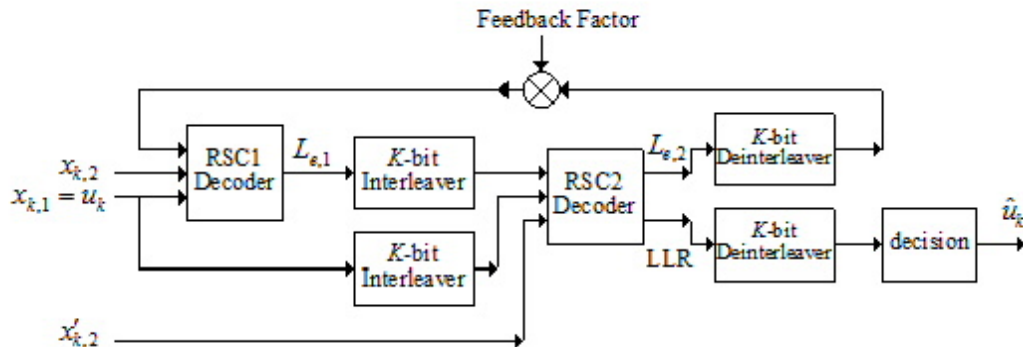 Feedback Factor
RSC1
Decoder
L_{e,1}
K-bit
Interleaver
RSC2
Decoder
L_{e,2}
K-bit
Deinterleaver
x_{k,2}
x_{k,1} = u_k
K-bit
Interleaver
LLR
K-bit
Deinterleaver
decision
û_k
x'_{k,2}